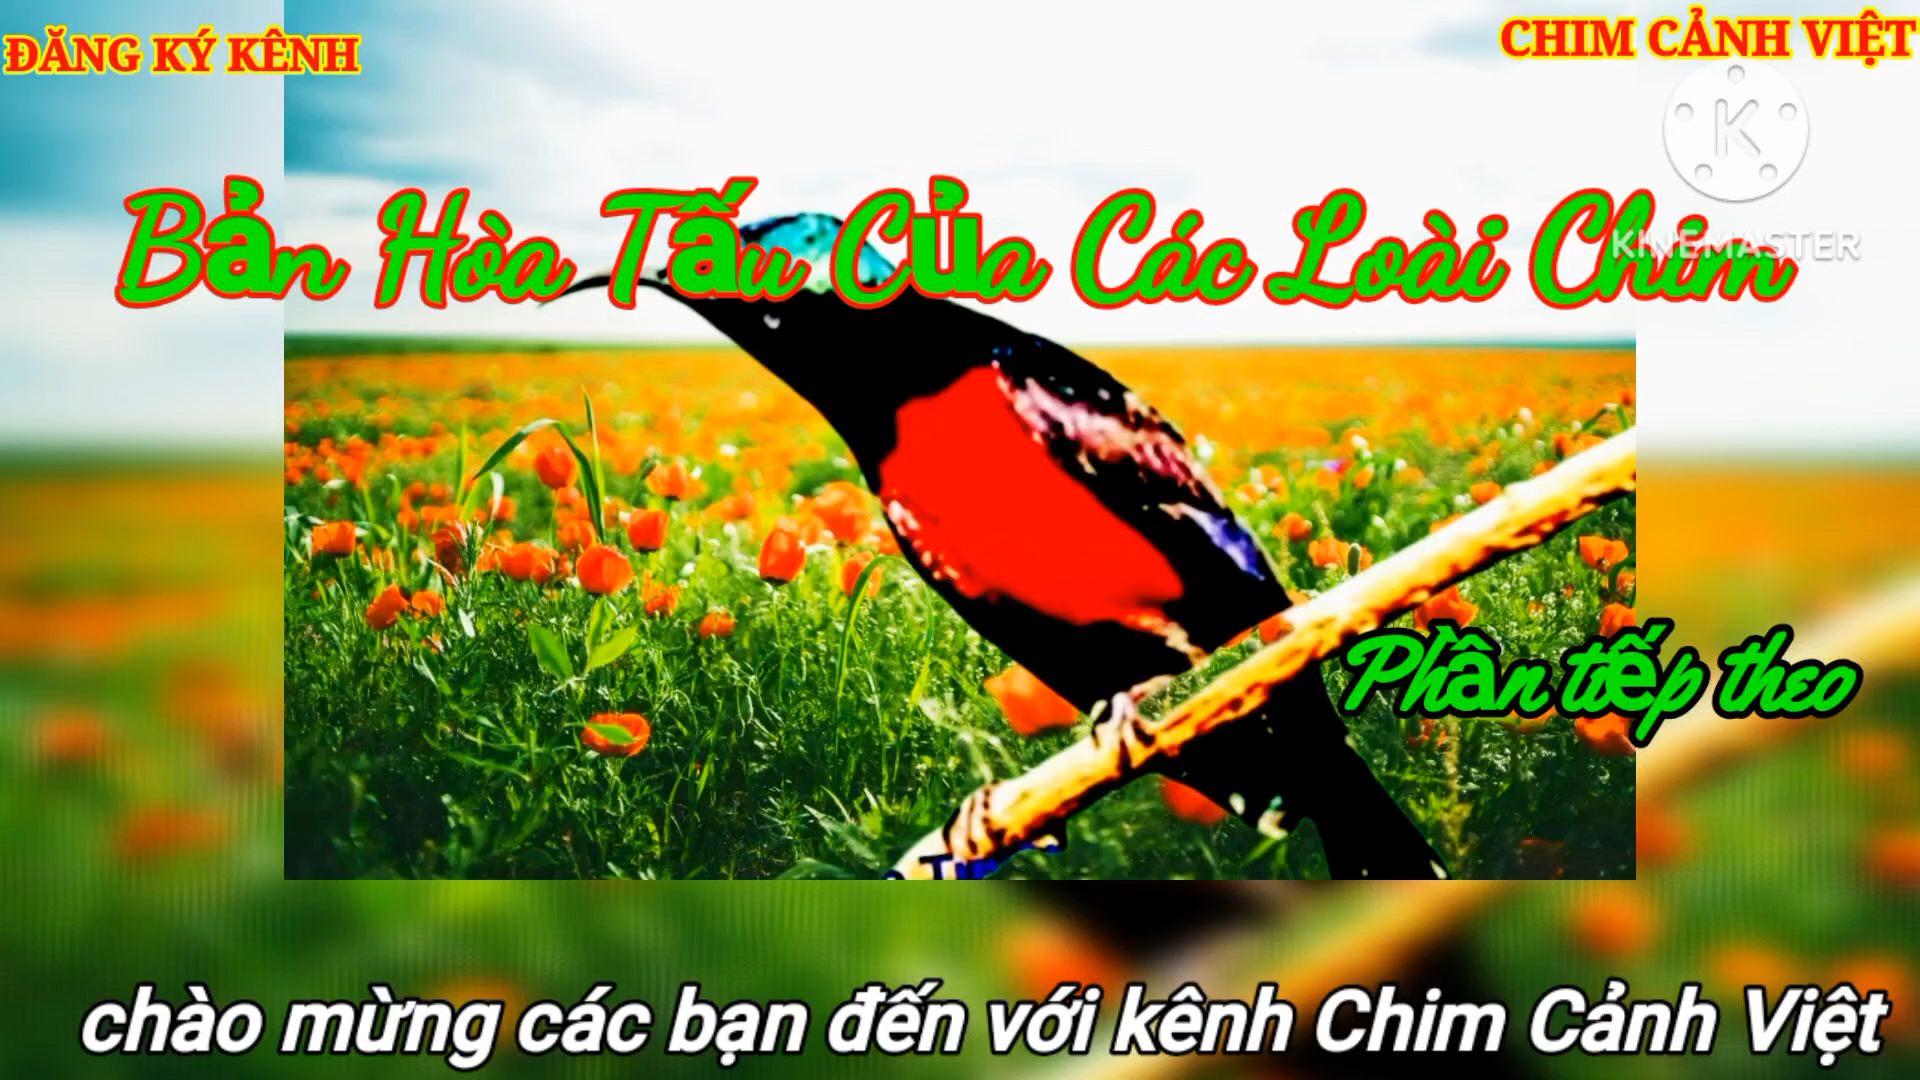 ĐĂNG KÝ KÊNH
CHIM CẢNH VIỆT
K
KINEMASTER
Bản Hòa Tấu Của Các Loài Chim
Phần tiếp theo
chào mừng các bạn đến với kênh Chim Cảnh Việt